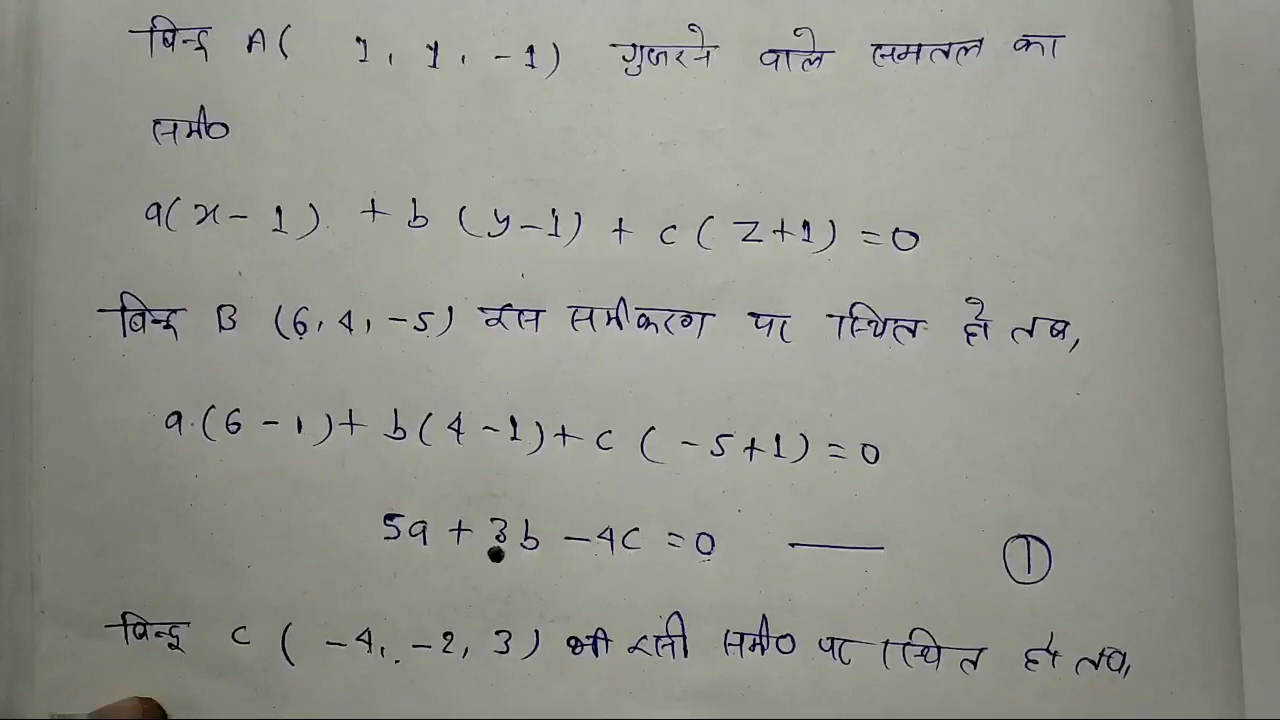 बिन्दु A( 1, 1, -1) गुजरने वाले समतल का
समी०
a(x-1) + b (y-1) + c ( z+1) = 0
बिन्दु B (6, 4, -5) इस समीकरण पर स्थित हो तब,
a.(6-1)+ b(4-1)+ c (-5+1) = 0
5a + 3b - 4c = 0 —— ①
बिन्दु C ( -4, -2, 3) भी इसी समी० पर स्थित हो तब,